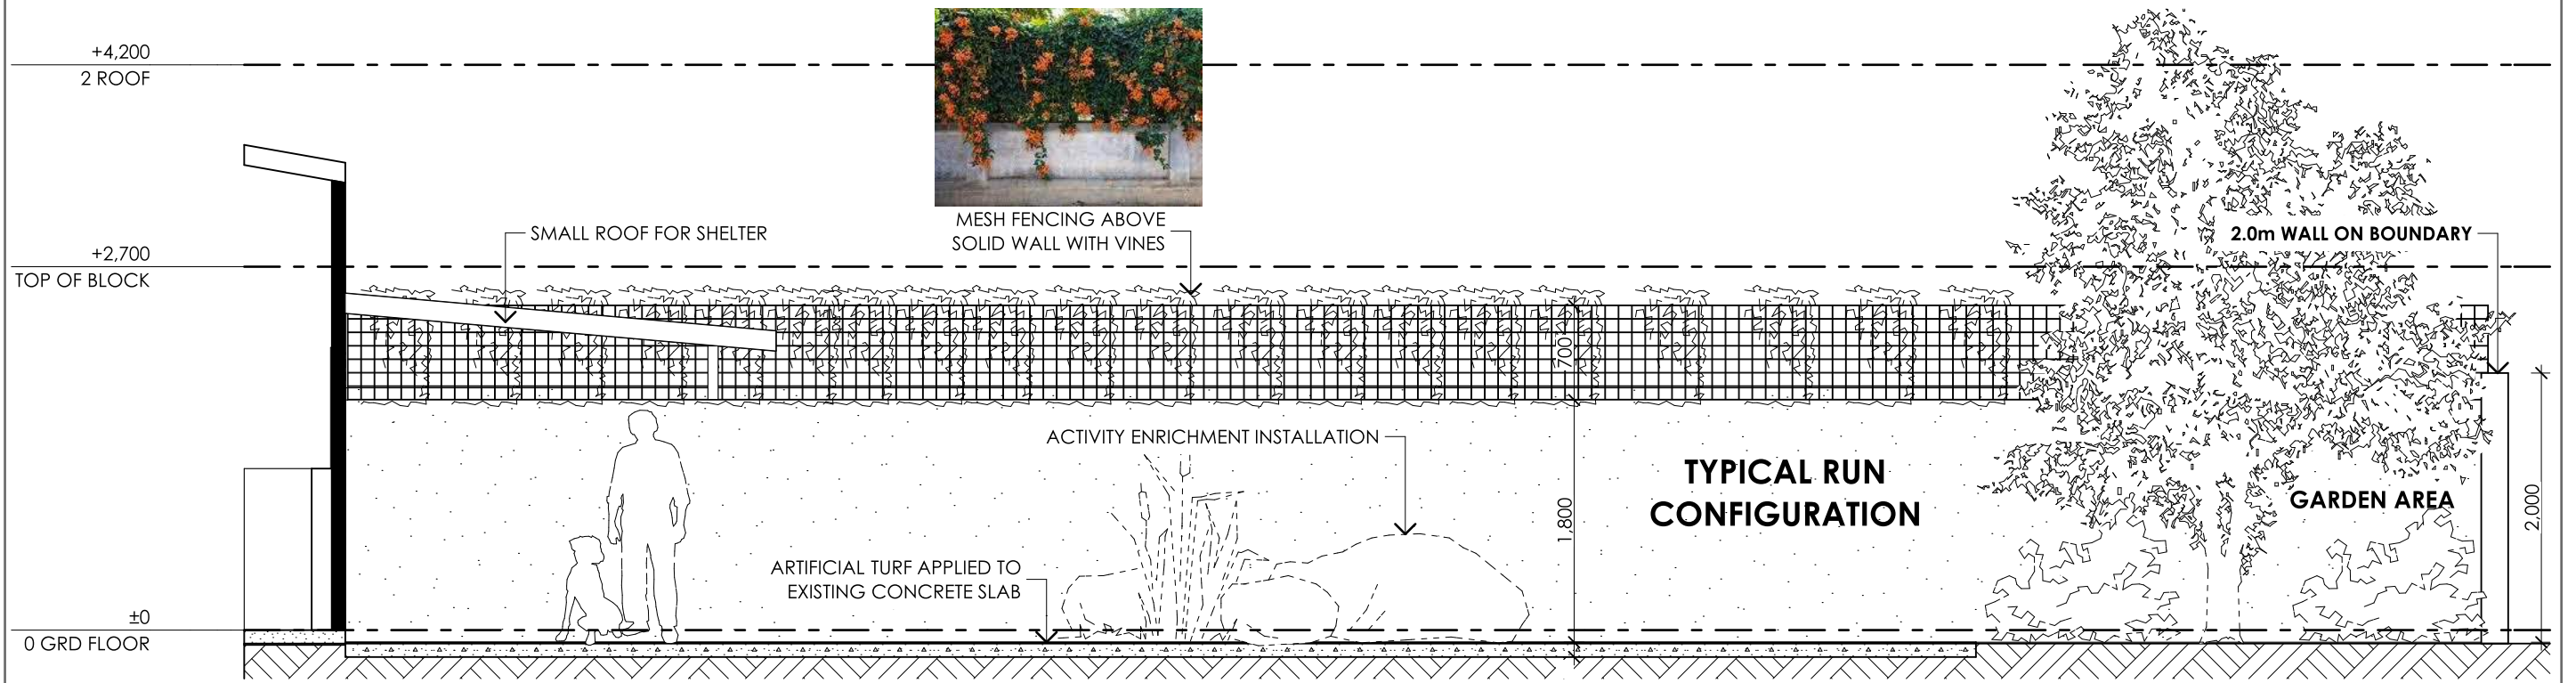 +4,200
2 ROOF
SMALL ROOF FOR SHELTER
MESH FENCING ABOVE
SOLID WALL WITH VINES
2.0m WALL ON BOUNDARY
+2,700
TOP OF BLOCK
700
ACTIVITY ENRICHMENT INSTALLATION
TYPICAL RUN
CONFIGURATION
GARDEN AREA
1,800
2,000
ARTIFICIAL TURF APPLIED TO
EXISTING CONCRETE SLAB
±0
0 GRD FLOOR